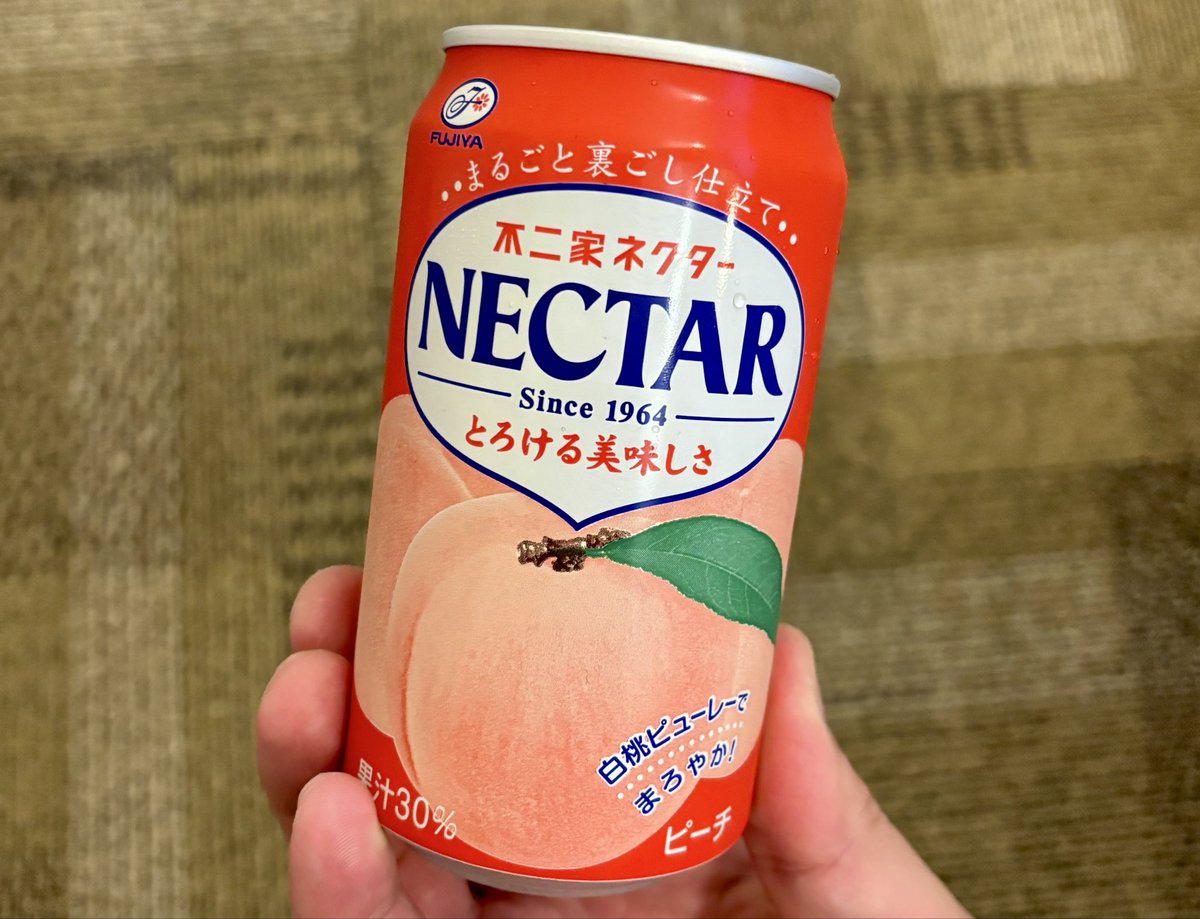 FUJIYA
まるごと裏ごし仕立て
不二家ネクター
NECTAR
Since 1964
とろける美味しさ
白桃ピューレーで
まろやか!
果汁30%
ピーチ